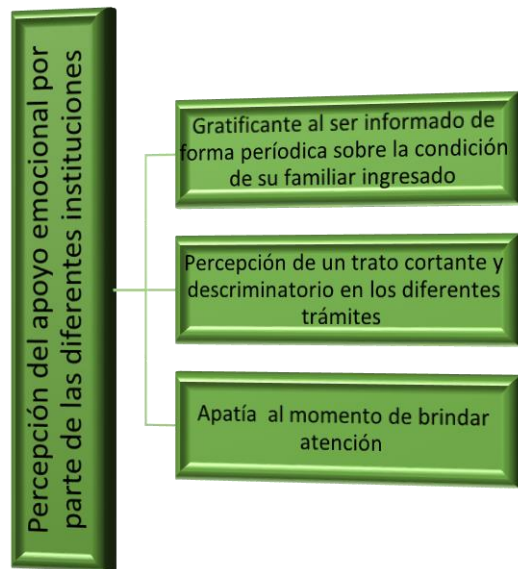 Percepción del apoyo emocional por
parte de las diferentes instituciones
Gratificante al ser informado de
forma períodica sobre la condición
de su familiar ingresado
Percepción de un trato cortante y
descriminatorio en los diferentes
trámites
Apatía al momento de brindar
atención